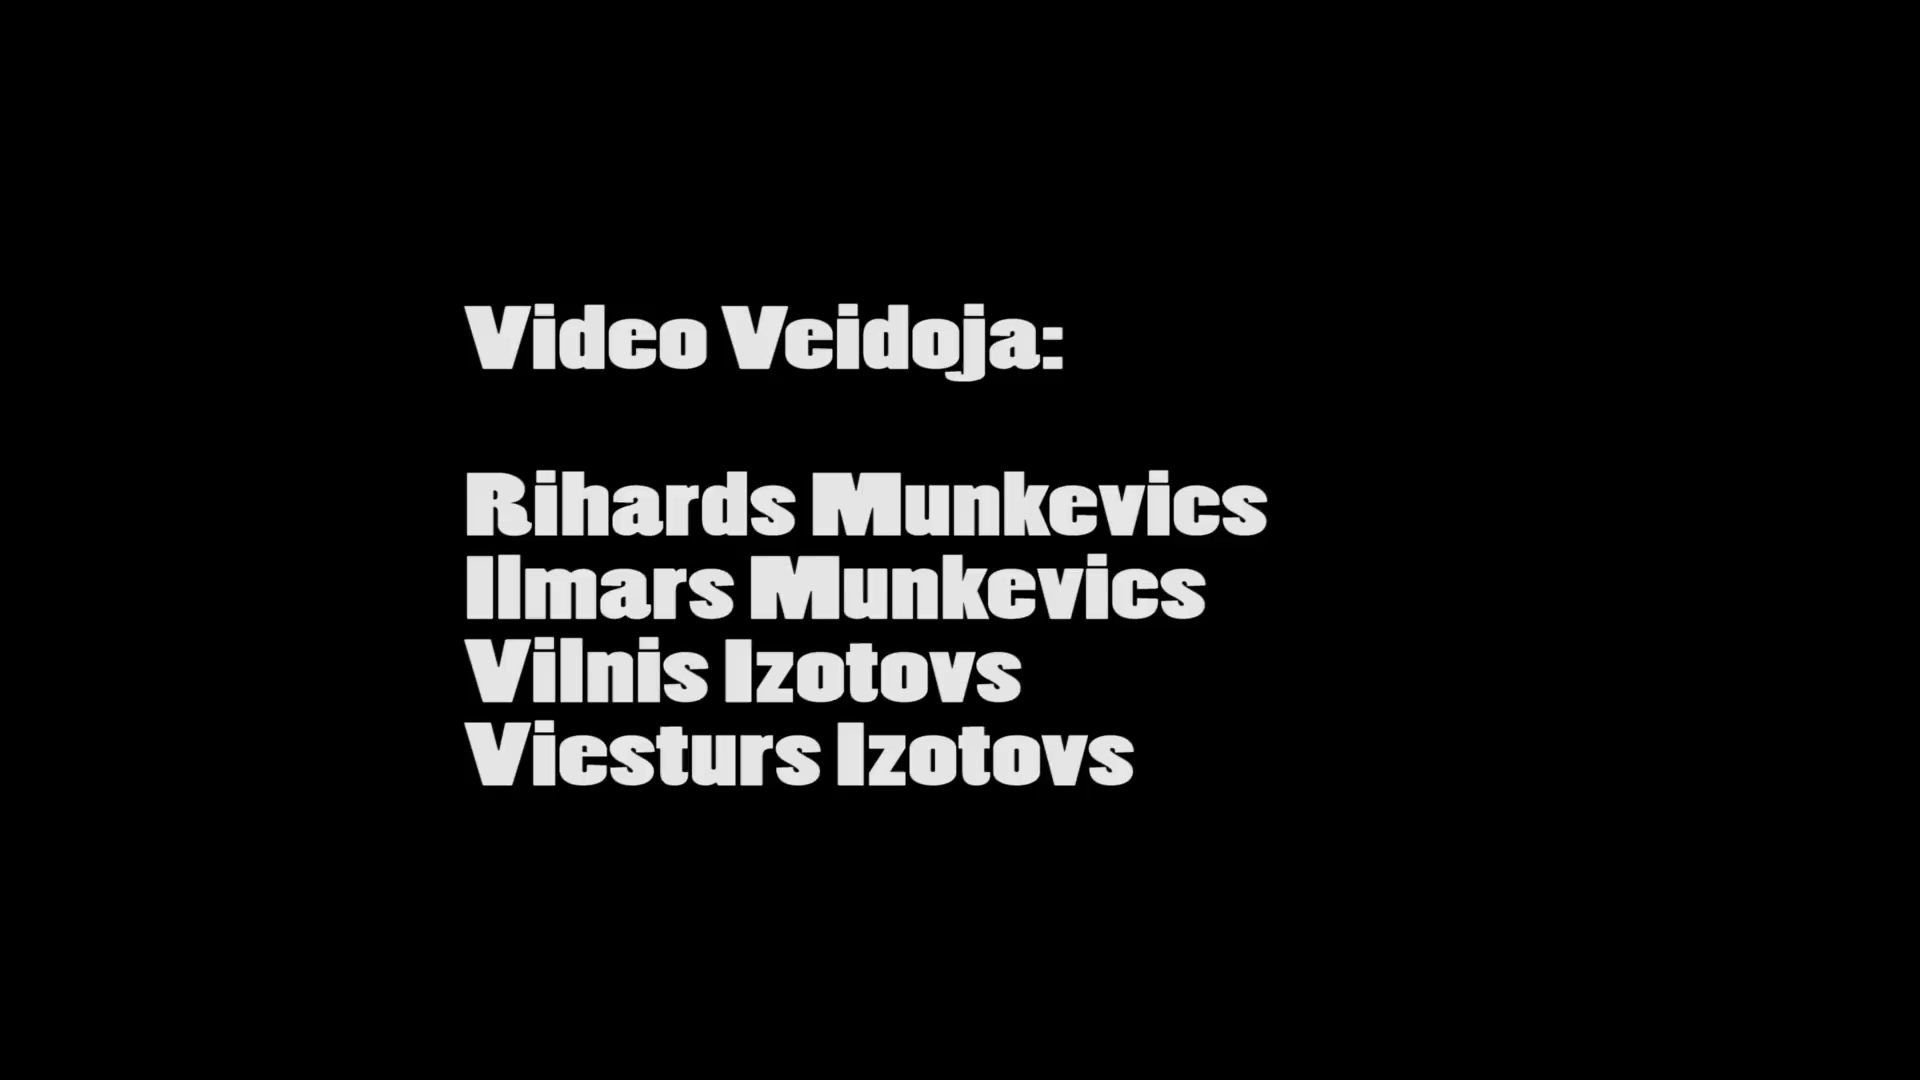 Video Veidoja:
Rihards Munkevics
Ilmars Munkevics
Vilnis Izotovs
Viesturs Izotovs